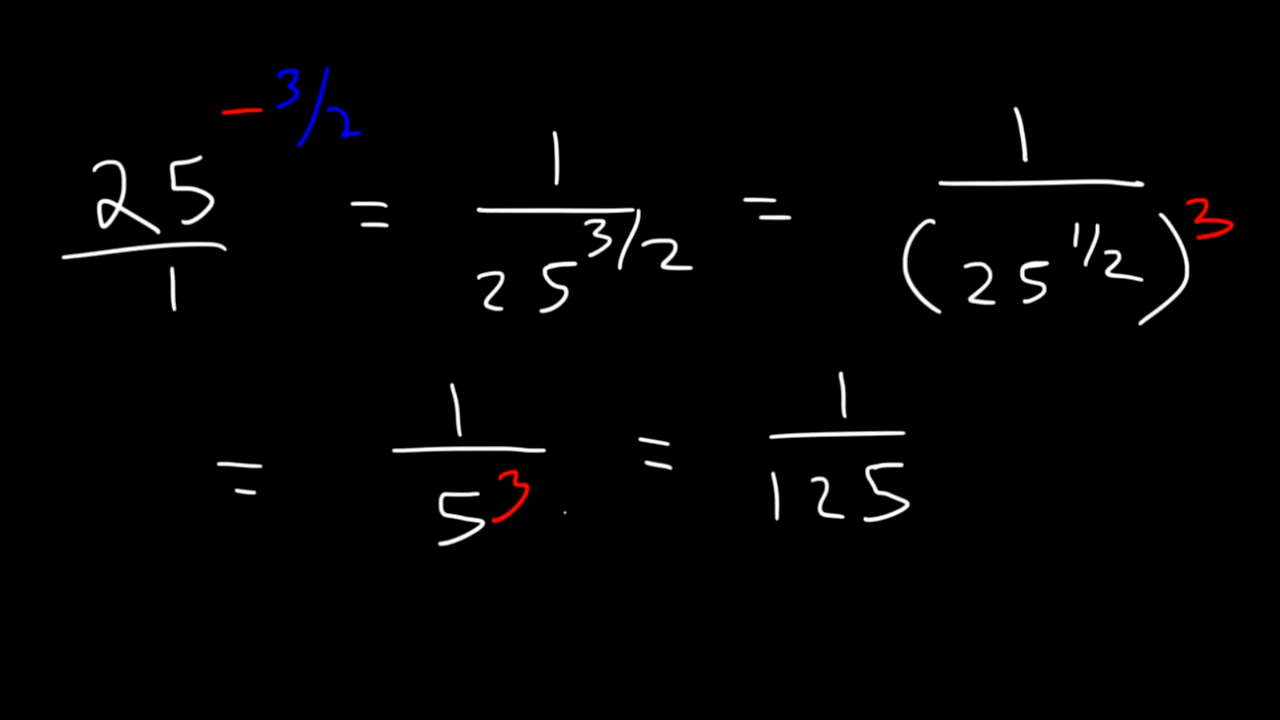 25^(-3/2)/1 = 1/25^(3/2) = 1/(25^(1/2))^3
= 1/5^3 = 1/125